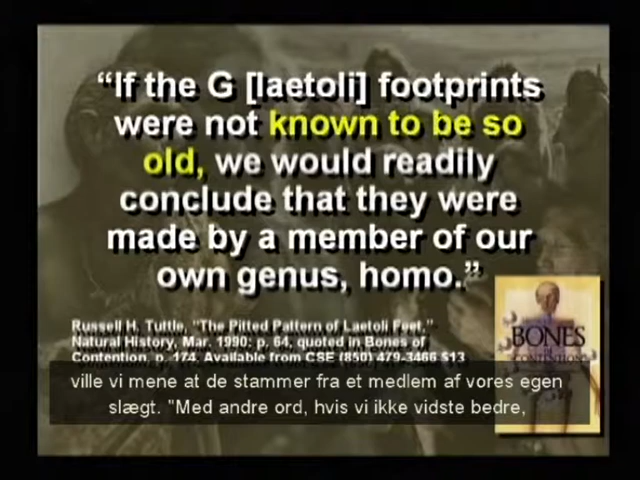 “If the G [laetoli] footprints
were not known to be so
old, we would readily
conclude that they were
made by a member of our
own genus, homo.”
Russell H. Tuttle, “The Pitted Pattern of Laetoli Feet.”
Natural History, Mar. 1990: p. 64, quoted in Bones of
Contention, p. 174. Available from CSE (850) 479-3466 $13
BONES
OF
CONTENTION
ville vi mene at de stammer fra et medlem af vores egen
slægt. "Med andre ord, hvis vi ikke vidste bedre,